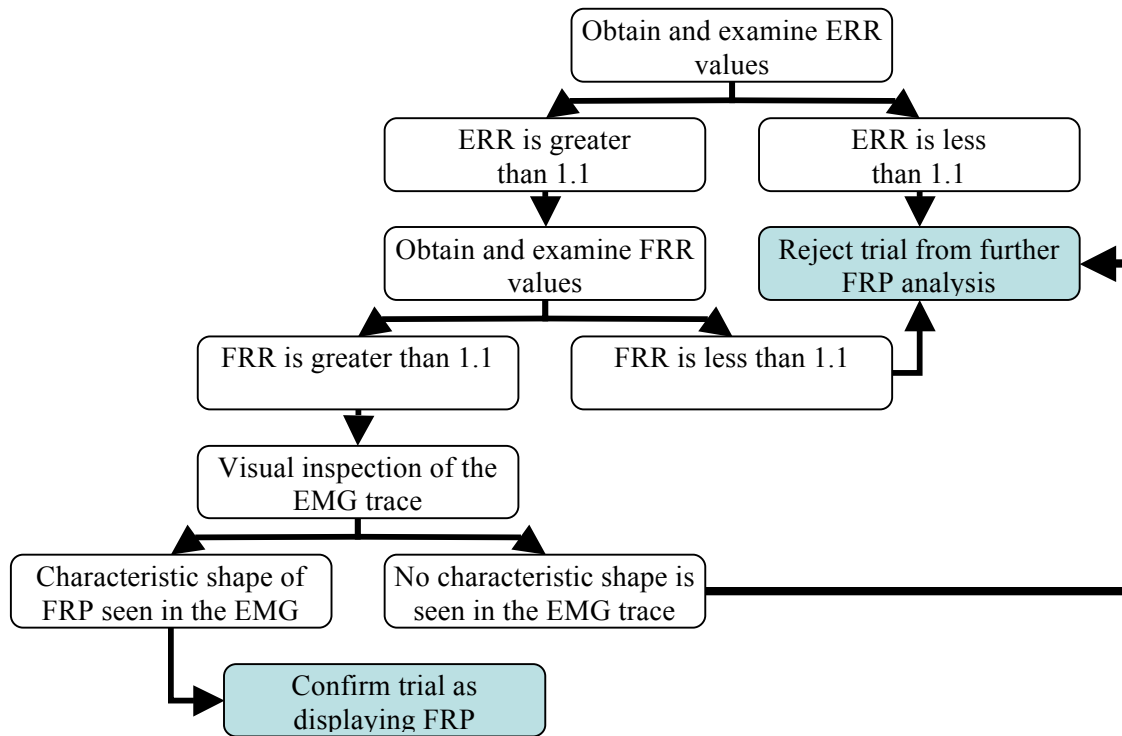 Obtain and examine ERR
values
ERR is greater
than 1.1
ERR is less
than 1.1
Obtain and examine FRR
values
Reject trial from further
FRP analysis
FRR is greater than 1.1
FRR is less than 1.1
Visual inspection of the
EMG trace
Characteristic shape of
FRP seen in the EMG
No characteristic shape is
seen in the EMG trace
Confirm trial as
displaying FRP